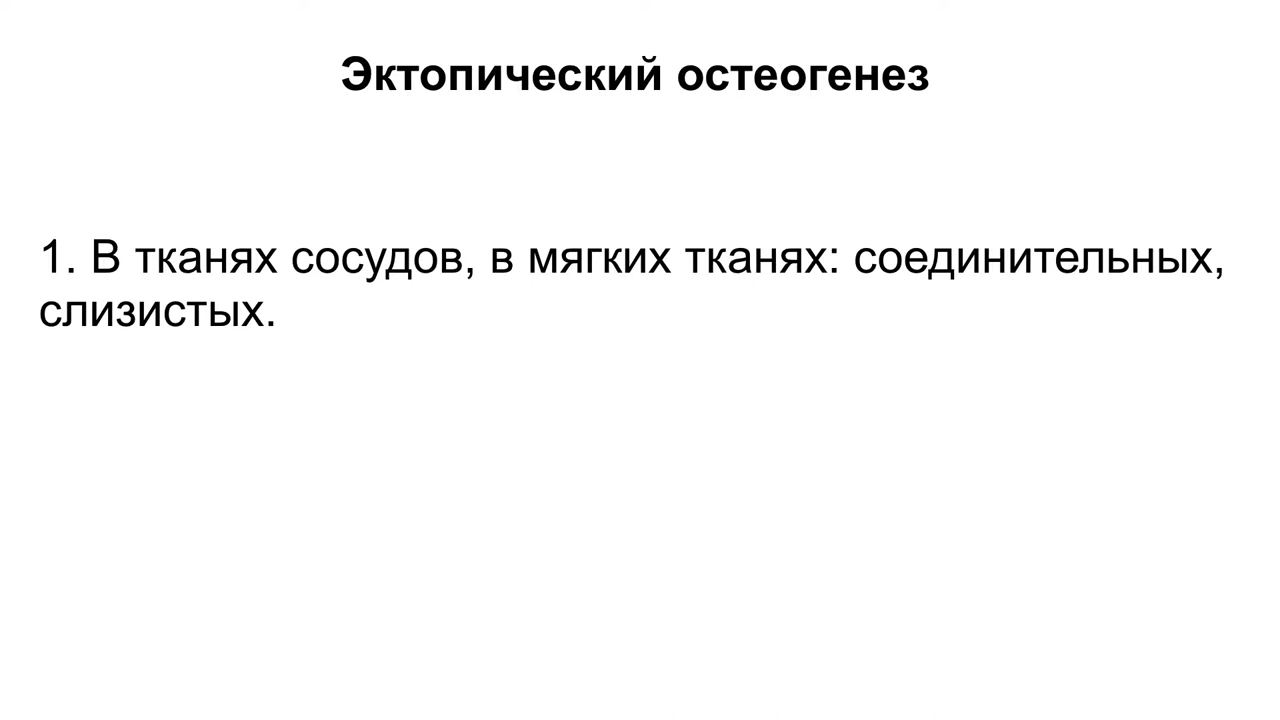 Эктопический остеогенез
1. В тканях сосудов, в мягких тканях: соединительных,
слизистых.